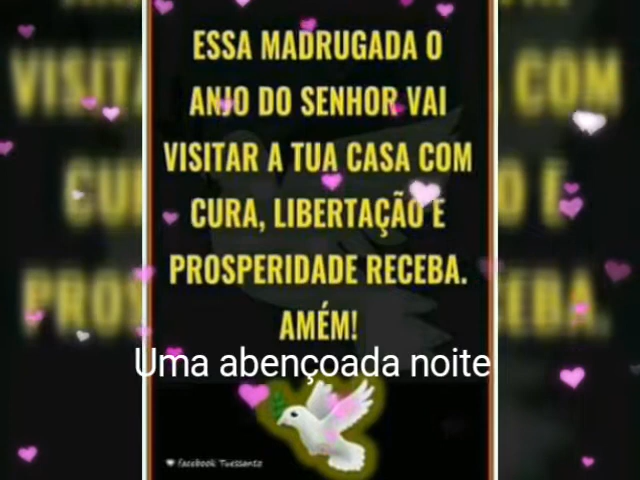 ESSA MADRUGADA O
ANJO DO SENHOR VAI
VISITAR A TUA CASA COM
CURA, LIBERTAÇÃO E
PROSPERIDADE RECEBA.
AMÉM!
Uma abençoada noite
facebook Tuessanto